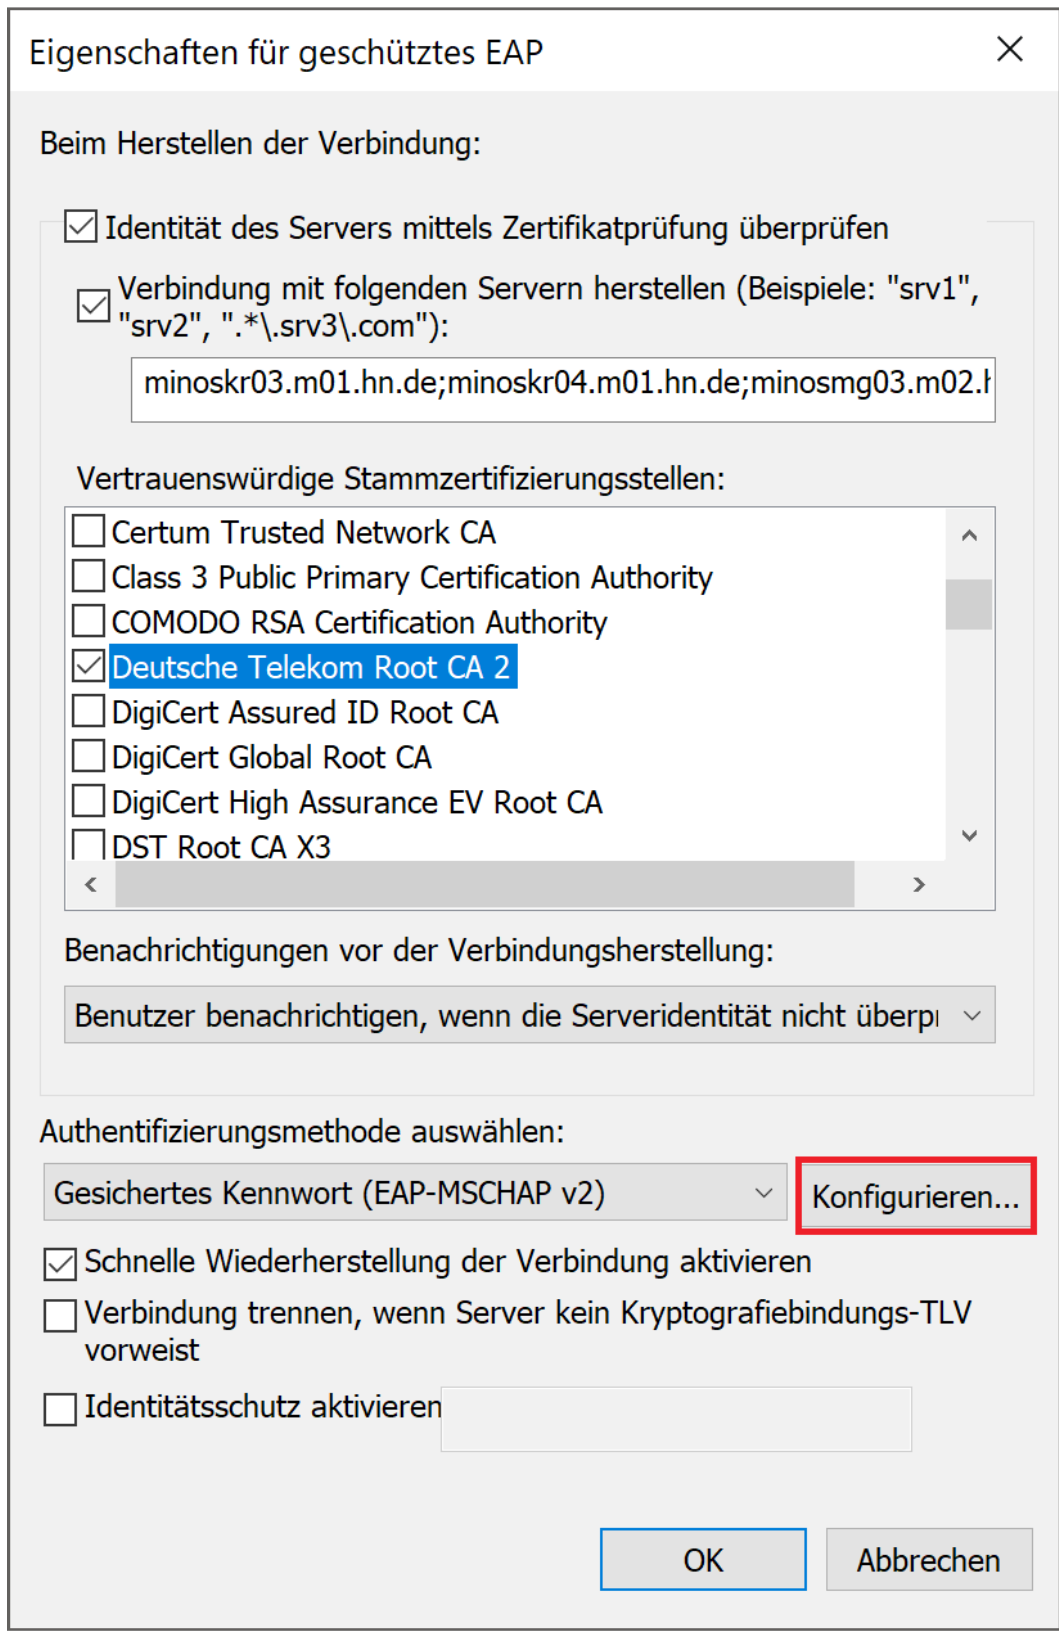 Eigenschaften für geschütztes EAP
Beim Herstellen der Verbindung:
Identität des Servers mittels Zertifikatprüfung überprüfen
Verbindung mit folgenden Servern herstellen (Beispiele: "srv1",
"srv2", ".*\.srv3\.com"):
minoskr03.m01.hn.de;minoskr04.m01.hn.de;minosmg03.m02.
Vertrauenswürdige Stammzertifizierungsstellen:
Certum Trusted Network CA
Class 3 Public Primary Certification Authority
COMODO RSA Certification Authority
Deutsche Telekom Root CA 2
DigiCert Assured ID Root CA
DigiCert Global Root CA
DigiCert High Assurance EV Root CA
DST Root CA X3
Benachrichtigungen vor der Verbindungsherstellung:
Benutzer benachrichtigen, wenn die Serveridentität nicht überp
Authentifizierungsmethode auswählen:
Gesichertes Kennwort (EAP-MSCHAP v2)
Konfigurieren...
Schnelle Wiederherstellung der Verbindung aktivieren
Verbindung trennen, wenn Server kein Kryptografiebindungs-TLV
vorweist
Identitätsschutz aktivieren
OK
Abbrechen